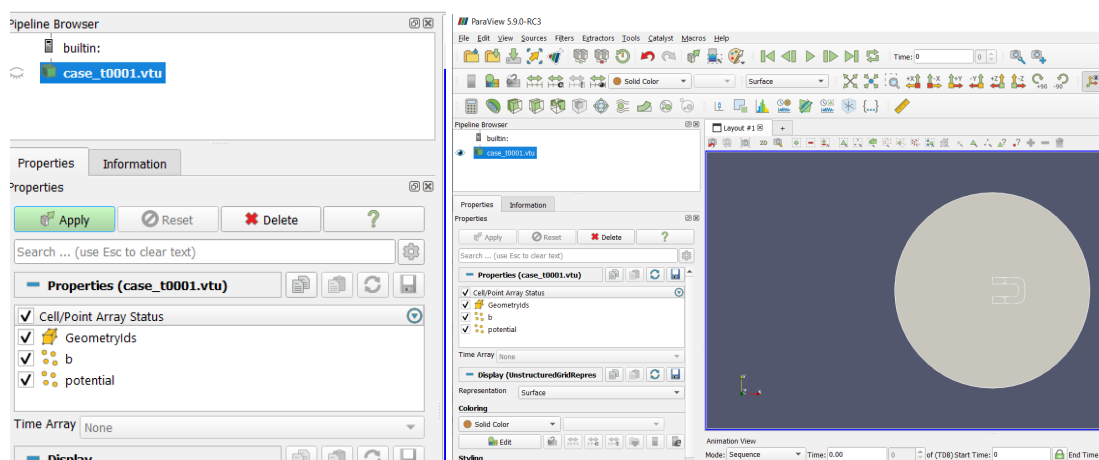 Pipeline Browser
builtin:
case_t0001.vtu
Properties
Information
Properties
Apply
Reset
Delete
?
Search ... (use Esc to clear text)
Properties (case_t0001.vtu)
Cell/Point Array Status
GeometryIds
b
potential
Time Array
None
Display
ParaView 5.9.0-RC3
File Edit View Sources Filters Extractors Tools Catalyst Macros Help
Time: 0
0
Solid Color
Surface
+X
-X
+Y
-Y
+Z
-Z
+90
-90
{...}
Pipeline Browser
builtin:
case_t0001.vtu
Layout #1
+
2D
Properties
Information
Properties
Apply
Reset
Delete
?
Search ... (use Esc to clear text)
Properties (case_t0001.vtu)
Cell/Point Array Status
GeometryIds
b
potential
Time Array
None
Display (UnstructuredGridRepres
Representation
Surface
Coloring
Solid Color
Edit
Styling
Animation View
Mode: Sequence
Time: 0.00
0
of (TDB)
Start Time: 0
End Time